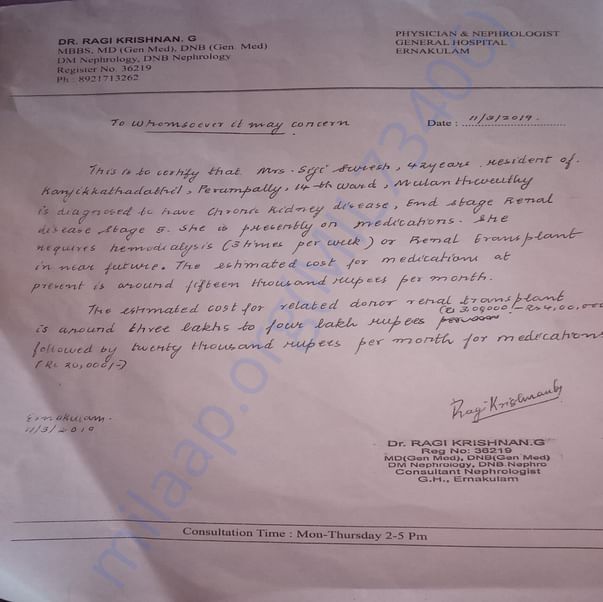 DR. RAGI KRISHNAN. G
MBBS, MD (Gen Med), DNB (Gen. Med)
DM Nephrology, DNB Nephrology
Register No. 36219
Ph : 8921713262
PHYSICIAN & NEPHROLOGIST
GENERAL HOSPITAL
ERNAKULAM
To whomsoever it may concern
Date : 11/3/2019.
This is to certify that Mrs. Siji Suresh, 42years, resident of.
Kanjikkathadathil, Perumpally, 14th ward, Mulanthuruthy
is diagnosed to have Chronic kidney disease, End Stage Renal
disease stage 5. She is presently on medications. She
requires hemodialysis (3 times per week) or Renal transplant
in near future. The estimated cost for medications at
present is around fifteen thousand rupees per month.
The estimated cost for related donor renal transplant
is around three lakhs to four lakh rupees
followed by twenty thousand rupees per month for medications
(Rs 20,000/-)
Ernakulam.
11/3/2019
Ragi Krishnan G
Dr. RAGI KRISHNAN.G
Reg No: 36219
MD(Gen Med), DNB(Gen Med)
DM Nephrology, DNB Nephro
Consultant Nephrologist
G.H., Ernakulam
Consultation Time : Mon-Thursday 2-5 Pm